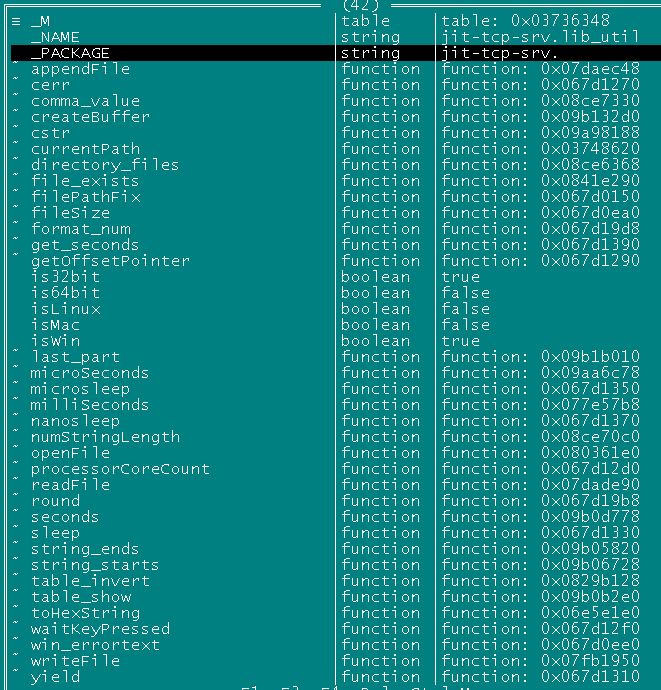 (42)
≡ _M table table: 0x03736348
_NAME string jit-tcp-srv.lib_util
_PACKAGE string jit-tcp-srv.
~ appendFile function function: 0x07daec48
~ cerr function function: 0x067d1270
~ comma_value function function: 0x08ce7330
~ createBuffer function function: 0x09b132d0
~ cstr function function: 0x09a98188
~ currentPath function function: 0x03748620
~ directory_files function function: 0x08ce6368
~ file_exists function function: 0x0841e290
~ filePathFix function function: 0x067d0150
~ fileSize function function: 0x067d0ea0
~ format_num function function: 0x067d19d8
~ get_seconds function function: 0x067d1390
~ getOffsetPointer function function: 0x067d1290
is32bit boolean true
is64bit boolean false
isLinux boolean false
isMac boolean false
isWin boolean true
~ last_part function function: 0x09b1b010
~ microSeconds function function: 0x09aa6c78
~ microsleep function function: 0x067d1350
~ milliSeconds function function: 0x077e57b8
~ nanosleep function function: 0x067d1370
~ numStringLength function function: 0x08ce70c0
~ openFile function function: 0x080361e0
~ processorCoreCount function function: 0x067d12d0
~ readFile function function: 0x07dade90
~ round function function: 0x067d19b8
~ seconds function function: 0x09b0d778
~ sleep function function: 0x067d1330
~ string_ends function function: 0x09b05820
~ string_starts function function: 0x09b06728
~ table_invert function function: 0x0829b128
~ table_show function function: 0x09b0b2e0
~ toHexString function function: 0x06e5e1e0
~ waitKeyPressed function function: 0x067d12f0
~ win_errortext function function: 0x067d0ee0
~ writeFile function function: 0x07fb1950
~ yield function function: 0x067d1310